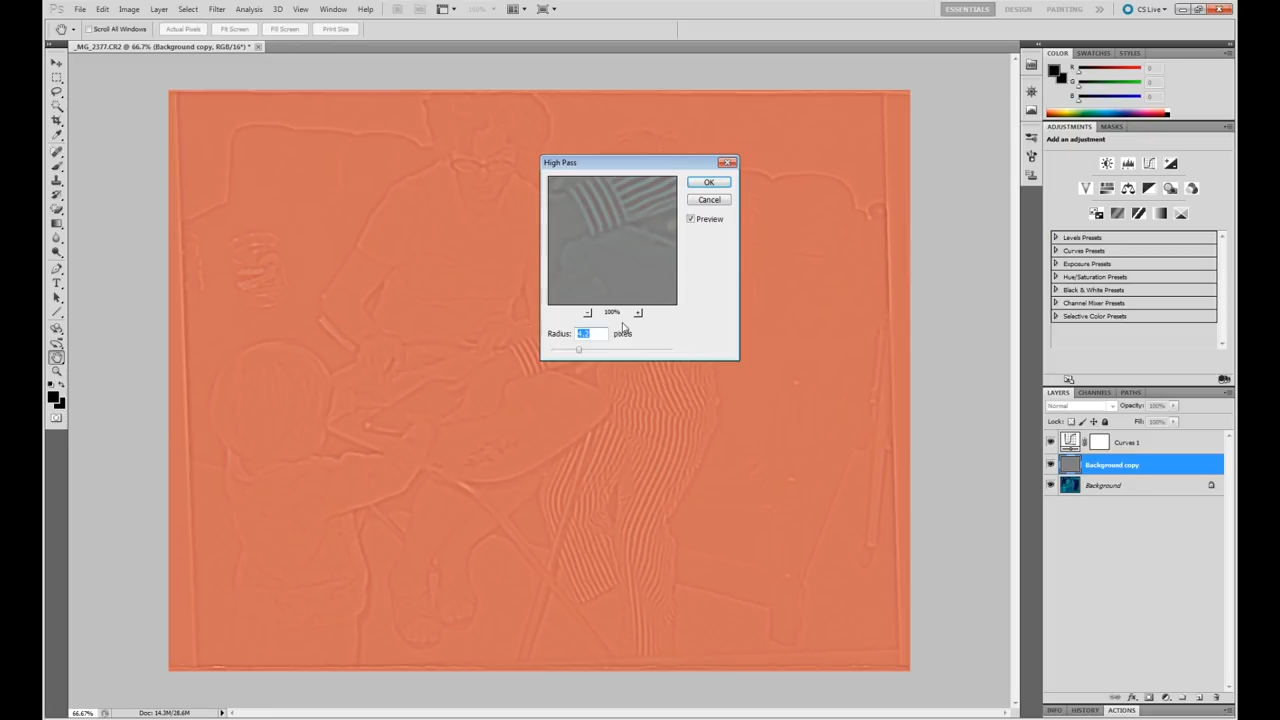 Ps File Edit Image Layer Select Filter Analysis 3D View Window Help 100% ESSENTIALS DESIGN PAINTING CS Live
Scroll All Windows Actual Pixels Fit Screen Fill Screen Print Size
_MG_2377.CR2 @ 66.7% (Background copy, RGB/16*) *
COLOR SWATCHES STYLES
R 0
G 0
B 0
ADJUSTMENTS MASKS
Add an adjustment
High Pass
OK
Cancel
Preview
100%
Radius: 4.2 pixels
Levels Presets
Curves Presets
Exposure Presets
Hue/Saturation Presets
Black & White Presets
Channel Mixer Presets
Selective Color Presets
LAYERS CHANNELS PATHS
Normal Opacity: 100%
Lock: Fill: 100%
Curves 1
Background copy
Background
66.67% Doc: 14.3M/28.6M
INFO HISTORY ACTIONS